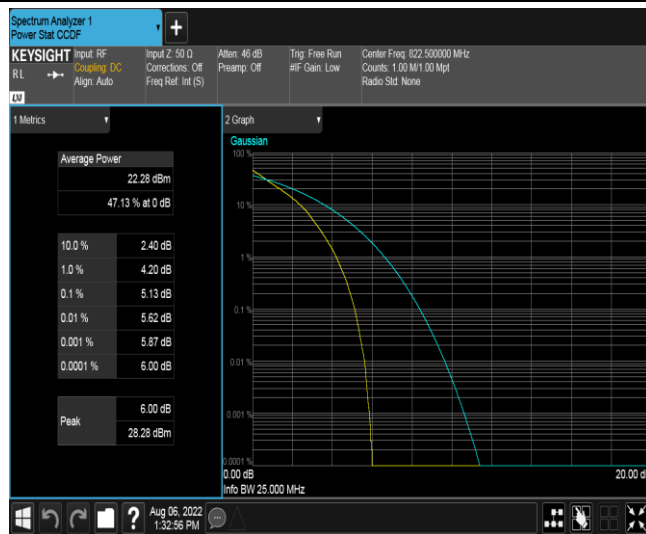 Spectrum Analyzer 1
Power Stat CCDF
+
KEYSIGHT
RL
LXI
Input: RF
Coupling: DC
Align: Auto
Input Z: 50 Ω
Corrections: Off
Freq Ref: Int (S)
Atten: 46 dB
Preamp: Off
Trig: Free Run
#IF Gain: Low
Center Freq: 822.500000 MHz
Counts: 1.00 M/1.00 Mpt
Radio Std: None
1 Metrics
Average Power
22.28 dBm
47.13 % at 0 dB
10.0 % 2.40 dB
1.0 % 4.20 dB
0.1 % 5.13 dB
0.01 % 5.62 dB
0.001 % 5.87 dB
0.0001 % 6.00 dB
Peak
6.00 dB
28.28 dBm
2 Graph
Gaussian
100 %
10 %
1 %
0.1 %
0.01 %
0.001 %
0.0001 %
0.00 dB
20.00 d
Info BW 25.000 MHz
?
Aug 06, 2022
1:32:56 PM